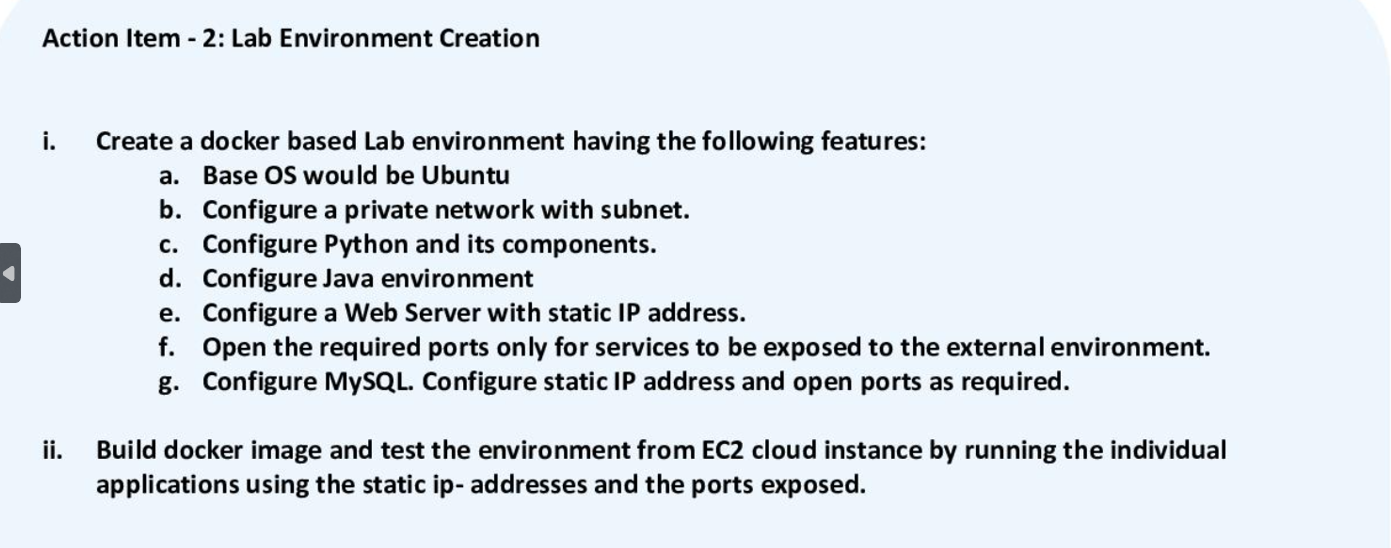 Action Item - 2: Lab Environment Creation
i. Create a docker based Lab environment having the following features:
a. Base OS would be Ubuntu
b. Configure a private network with subnet.
c. Configure Python and its components.
d. Configure Java environment
e. Configure a Web Server with static IP address.
f. Open the required ports only for services to be exposed to the external environment.
g. Configure MySQL. Configure static IP address and open ports as required.
ii. Build docker image and test the environment from EC2 cloud instance by running the individual
applications using the static ip- addresses and the ports exposed.